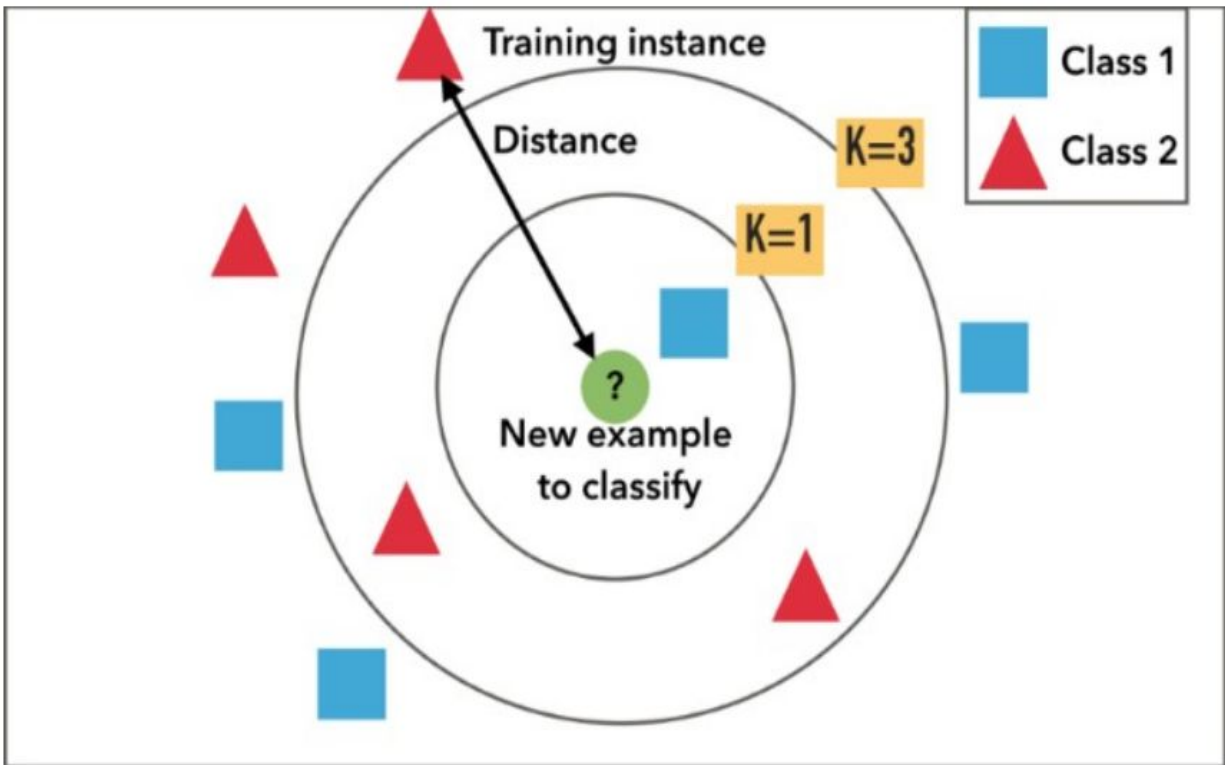 Training instance
Class 1
Distance
K=3
Class 2
K=1
?
New example
to classify